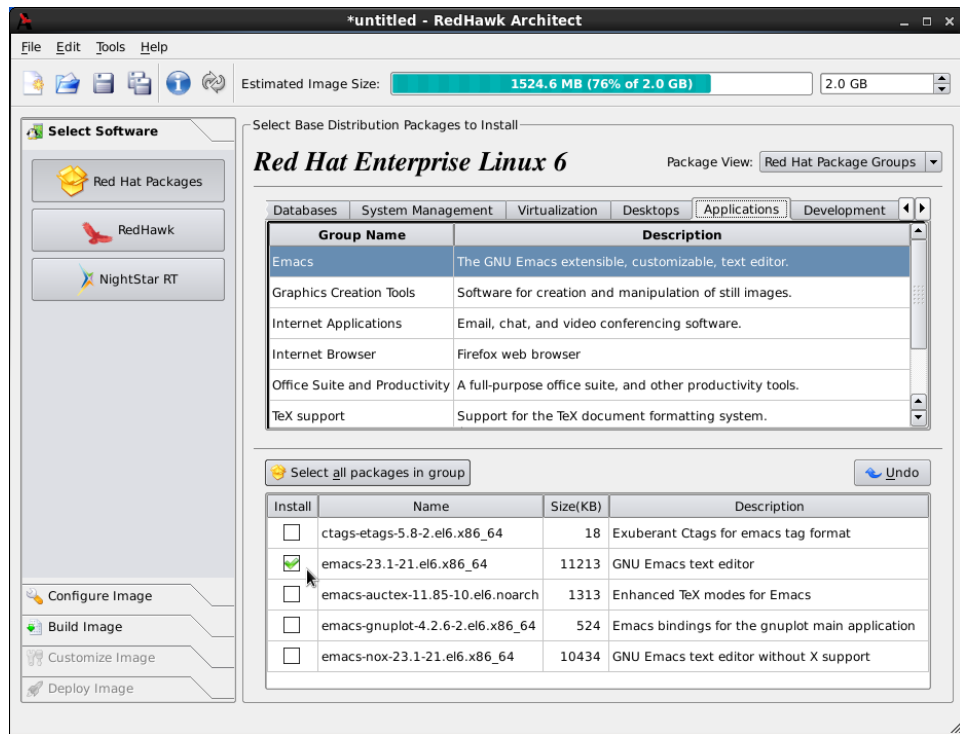 *untitled - RedHawk Architect
File Edit Tools Help
Estimated Image Size: 1524.6 MB (76% of 2.0 GB) 2.0 GB
Select Software
Red Hat Packages
RedHawk
NightStar RT
Configure Image
Build Image
Customize Image
Deploy Image
Select Base Distribution Packages to Install
Red Hat Enterprise Linux 6 Package View: Red Hat Package Groups
Databases System Management Virtualization Desktops Applications Development
Group Name Description
Emacs The GNU Emacs extensible, customizable, text editor.
Graphics Creation Tools Software for creation and manipulation of still images.
Internet Applications Email, chat, and video conferencing software.
Internet Browser Firefox web browser
Office Suite and Productivity A full-purpose office suite, and other productivity tools.
TeX support Support for the TeX document formatting system.
Select all packages in group Undo
Install Name Size(KB) Description
ctags-etags-5.8-2.el6.x86_64 18 Exuberant Ctags for emacs tag format
emacs-23.1-21.el6.x86_64 11213 GNU Emacs text editor
emacs-auctex-11.85-10.el6.noarch 1313 Enhanced TeX modes for Emacs
emacs-gnuplot-4.2.6-2.el6.x86_64 524 Emacs bindings for the gnuplot main application
emacs-nox-23.1-21.el6.x86_64 10434 GNU Emacs text editor without X support